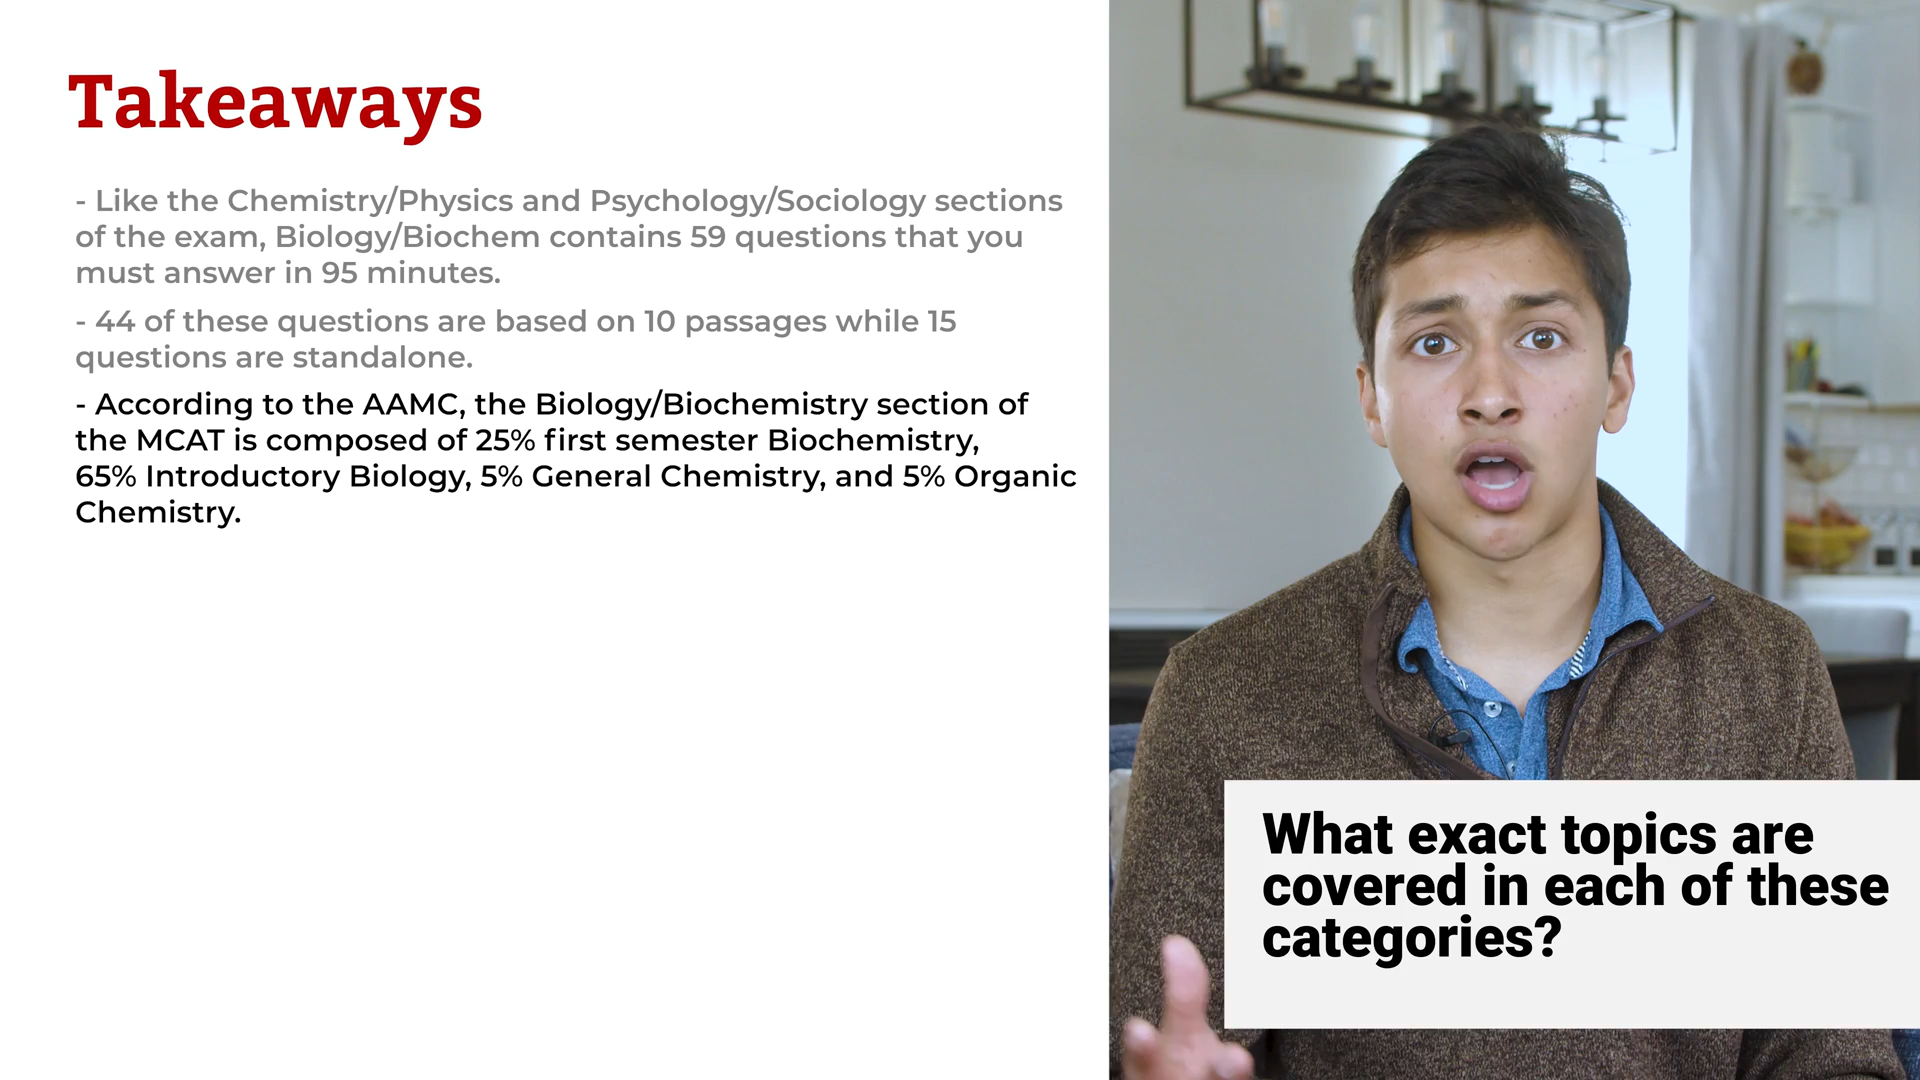 Takeaways
- Like the Chemistry/Physics and Psychology/Sociology sections
of the exam, Biology/Biochem contains 59 questions that you
must answer in 95 minutes.
- 44 of these questions are based on 10 passages while 15
questions are standalone.
- According to the AAMC, the Biology/Biochemistry section of
the MCAT is composed of 25% first semester Biochemistry,
65% Introductory Biology, 5% General Chemistry, and 5% Organic
Chemistry.
What exact topics are
covered in each of these
categories?